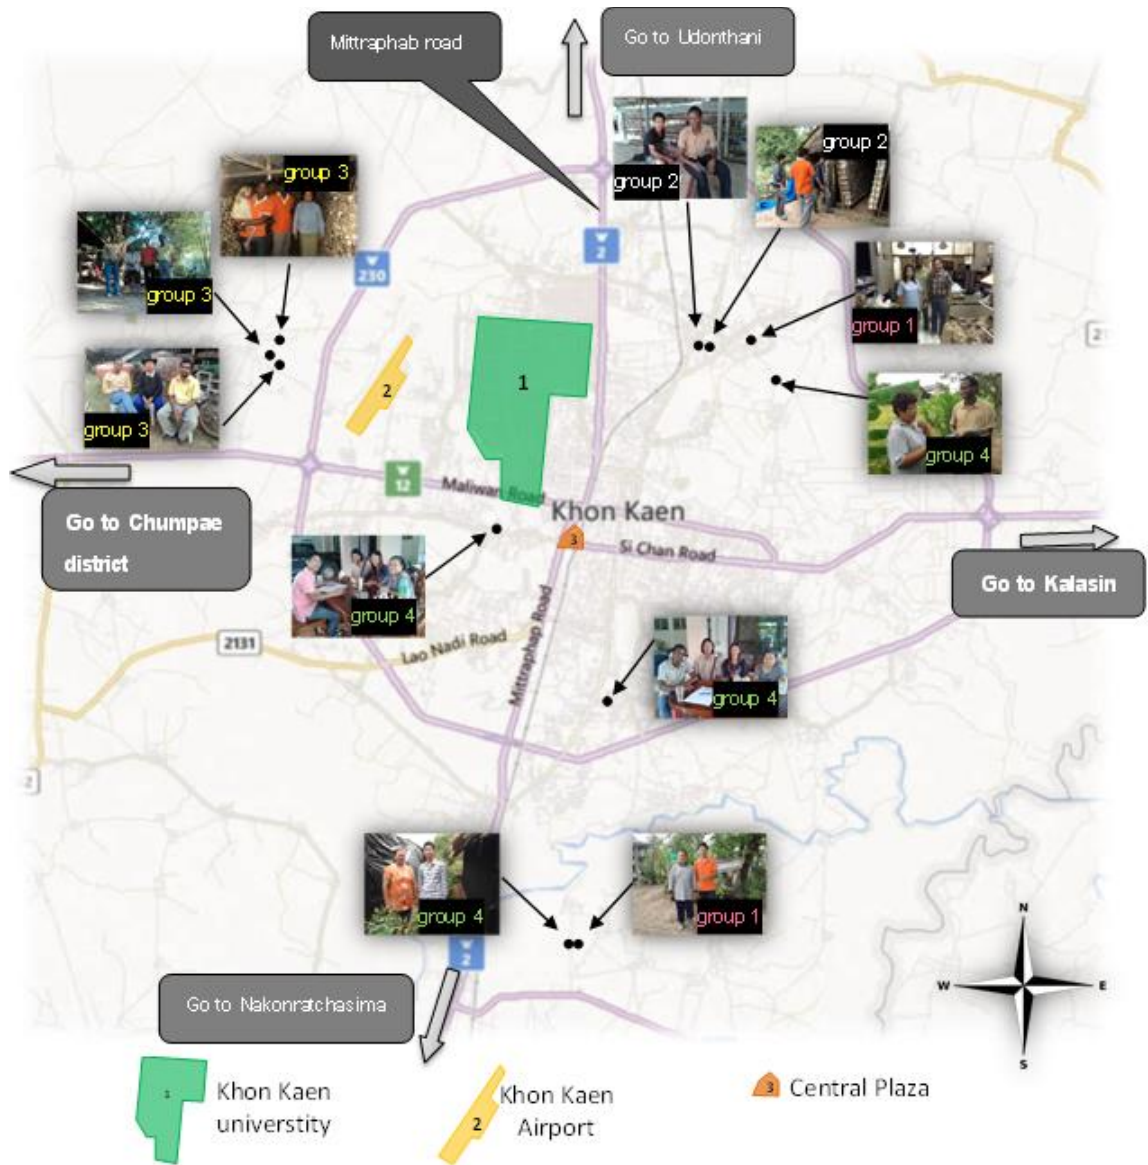 Mittraphab road
Go to Udonthani
group 3
group 2
group 2
group 3
group 1
group 3
group 4
2
230
1
2
12
Maliwan Road
Khon Kaen
3
Si Chan Road
Go to Chumpae
district
Go to Kalasin
group 4
2131
Lao Nadi Road
Mittraphap Road
group 4
group 4
group 1
2
Go to Nakonratchasima
N
W
E
S
1
Khon Kaen
universtity
2
Khon Kaen
Airport
3
Central Plaza